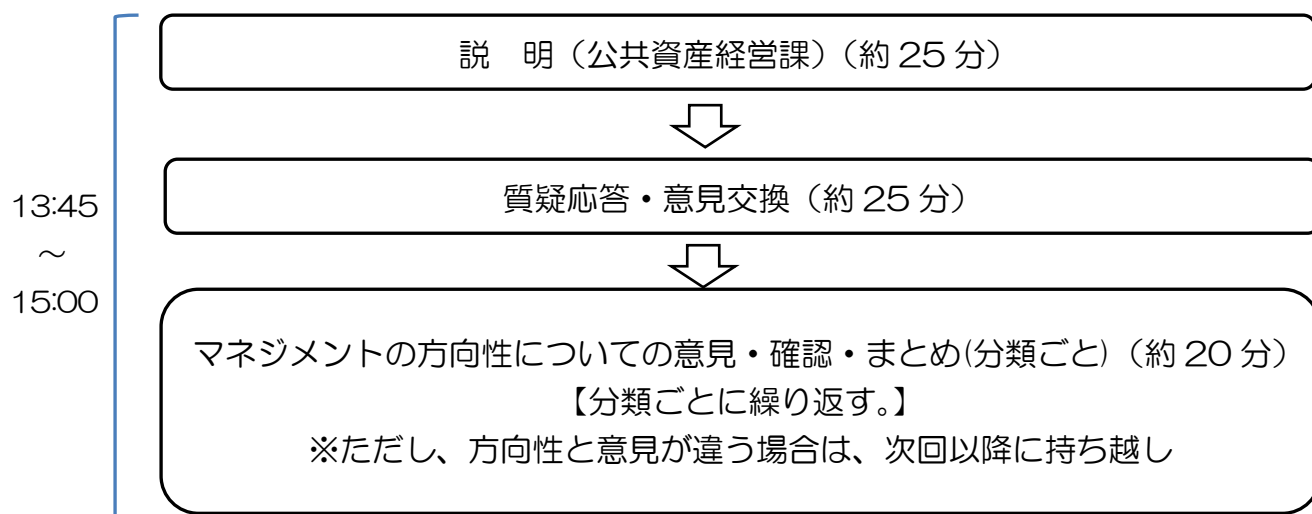 説　明（公共資産経営課）（約 25 分）
質疑応答・意見交換（約 25 分）
13:45
～
15:00
マネジメントの方向性についての意見・確認・まとめ(分類ごと)（約 20 分）
【分類ごとに繰り返す。】
※ただし、方向性と意見が違う場合は、次回以降に持ち越し